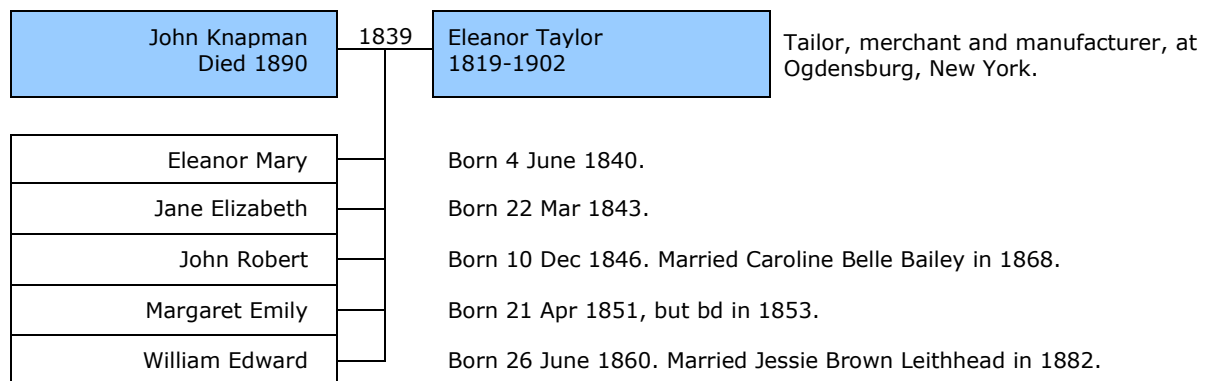 John Knapman
Died 1890
1839
Eleanor Taylor
1819-1902
Tailor, merchant and manufacturer, at
Ogdensburg, New York.
Eleanor Mary
Born 4 June 1840.
Jane Elizabeth
Born 22 Mar 1843.
John Robert
Born 10 Dec 1846. Married Caroline Belle Bailey in 1868.
Margaret Emily
Born 21 Apr 1851, but bd in 1853.
William Edward
Born 26 June 1860. Married Jessie Brown Leithhead in 1882.